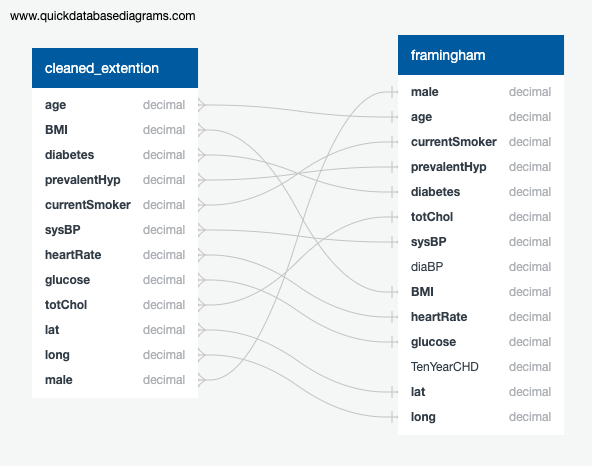 www.quickdatabasediagrams.com
cleaned_extention
age decimal
BMI decimal
diabetes decimal
prevalentHyp decimal
currentSmoker decimal
sysBP decimal
heartRate decimal
glucose decimal
totChol decimal
lat decimal
long decimal
male decimal
framingham
male decimal
age decimal
currentSmoker decimal
prevalentHyp decimal
diabetes decimal
totChol decimal
sysBP decimal
diaBP decimal
BMI decimal
heartRate decimal
glucose decimal
TenYearCHD decimal
lat decimal
long decimal